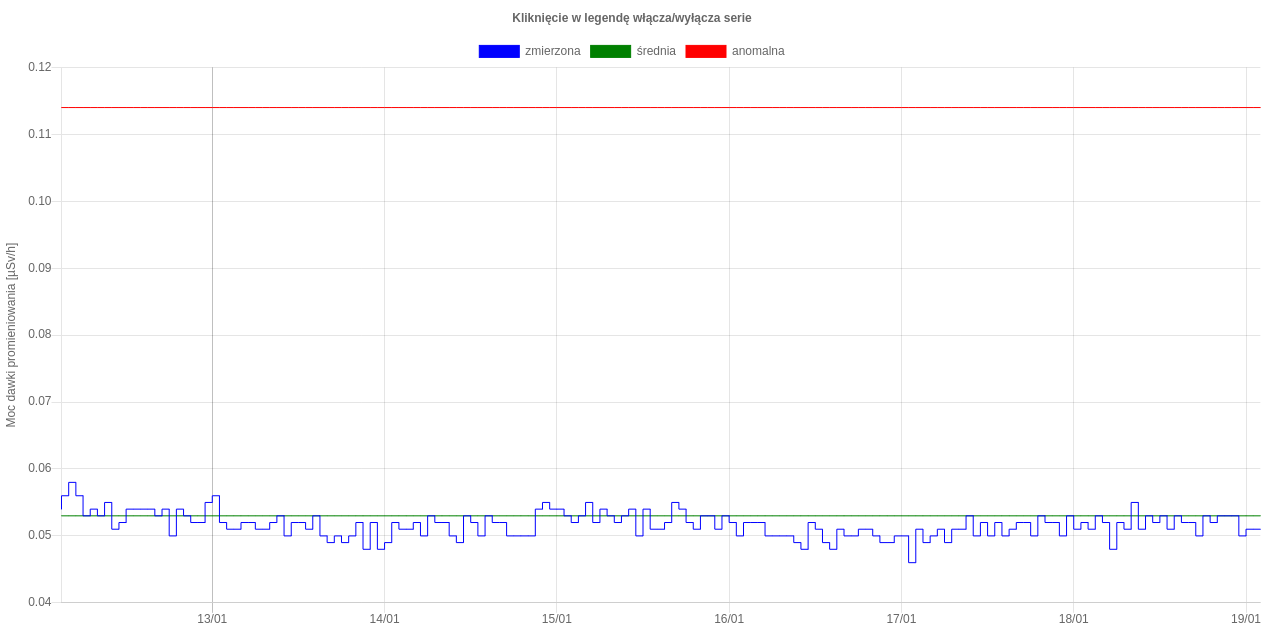 Kliknięcie w legendę włącza/wyłącza serie
zmierzona średnia anomalna
Moc dawki promieniowania [µSv/h]
0.12
0.11
0.10
0.09
0.08
0.07
0.06
0.05
0.04
13/01 14/01 15/01 16/01 17/01 18/01 19/01